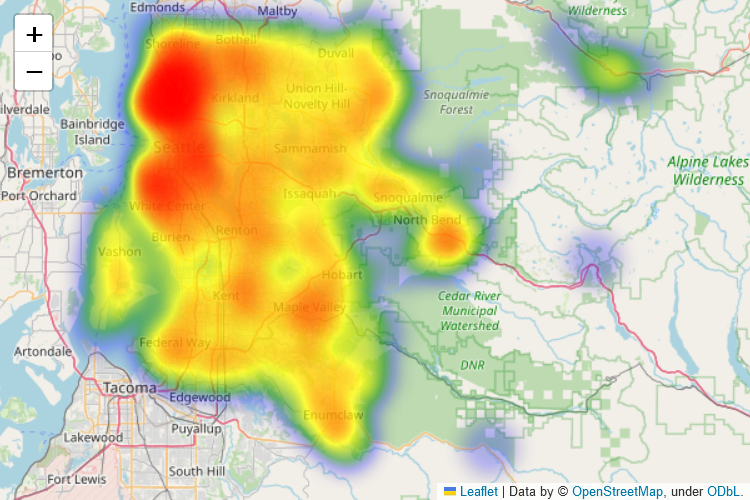 Edmonds
Maltby
Wilderness
+
−
Shoreline
Bothell
Duvall
Kirkland
Union Hill-
Novelty Hill
Snoqualmie
Forest
Bainbridge
Island
Seattle
Sammamish
Alpine Lakes
Wilderness
Bremerton
Port Orchard
Issaquah
Snoqualmie
White Center
North Bend
Burien
Renton
Vashon
Hobart
Kent
Maple Valley
Cedar River
Municipal
Watershed
Artondale
Federal Way
DNR
Tacoma
Edgewood
Enumclaw
Puyallup
Lakewood
South Hill
Fort Lewis
Leaflet | Data by © OpenStreetMap, under ODbL.